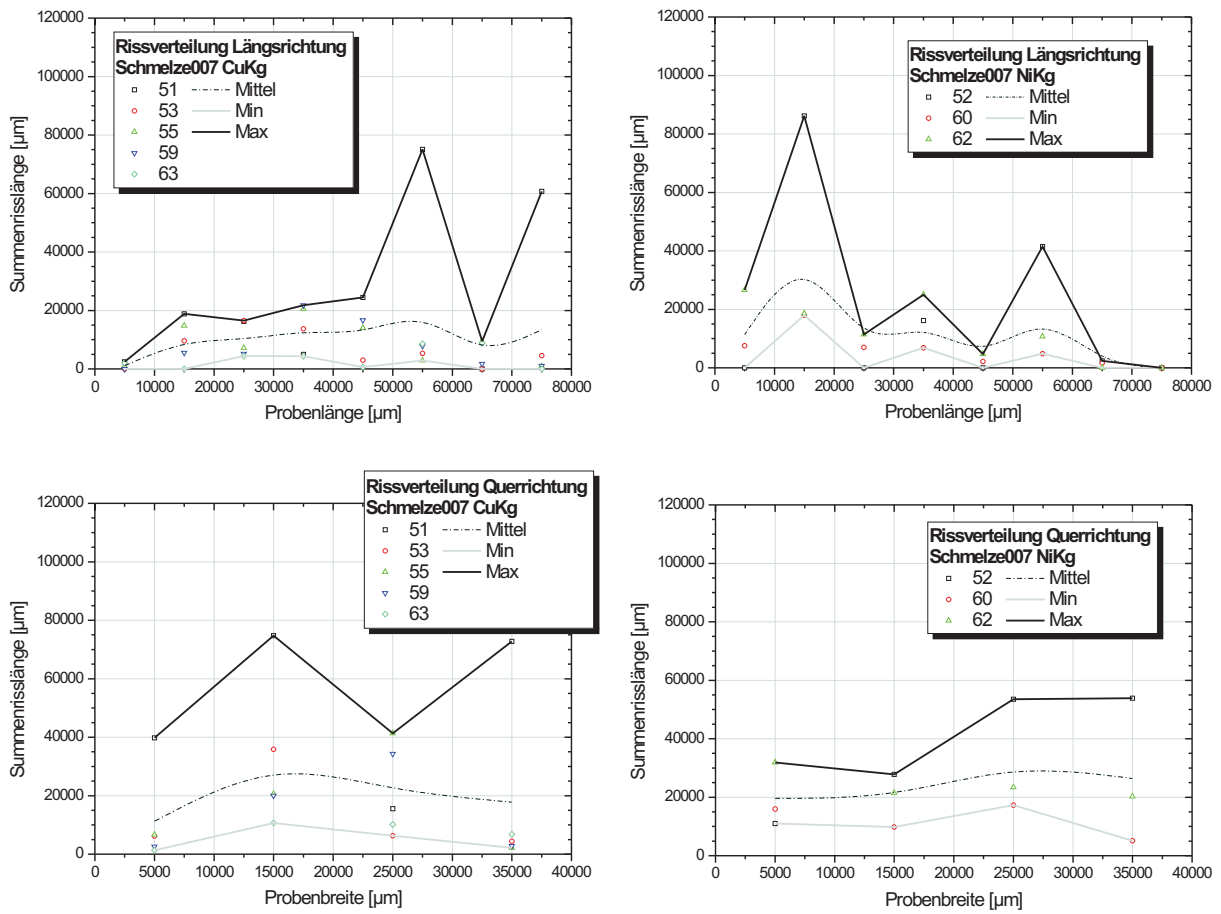 120000
100000
80000
60000
40000
20000
0
Summenrisslänge [µm]
Rissverteilung Längsrichtung
Schmelze007 CuKg
51 Mittel
53 Min
55 Max
59
63
0 10000 20000 30000 40000 50000 60000 70000 80000
Probenlänge [µm]
120000
100000
80000
60000
40000
20000
0
Summenrisslänge [µm]
Rissverteilung Längsrichtung
Schmelze007 NiKg
52 Mittel
60 Min
62 Max
0 10000 20000 30000 40000 50000 60000 70000 80000
Probenlänge [µm]
120000
100000
80000
60000
40000
20000
0
Summenrisslänge [µm]
Rissverteilung Querrichtung
Schmelze007 CuKg
51 Mittel
53 Min
55 Max
59
63
0 5000 10000 15000 20000 25000 30000 35000 40000
Probenbreite [µm]
120000
100000
80000
60000
40000
20000
0
Summenrisslänge [µm]
Rissverteilung Querrichtung
Schmelze007 NiKg
52 Mittel
60 Min
62 Max
0 5000 10000 15000 20000 25000 30000 35000 40000
Probenbreite [µm]